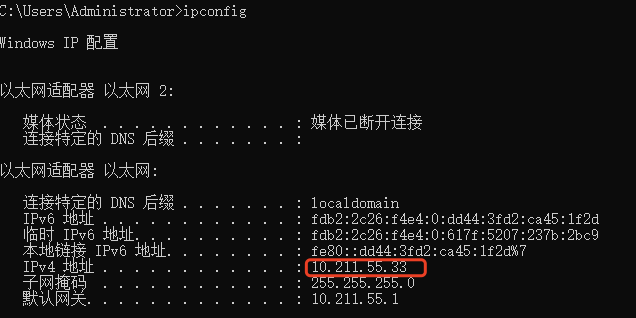 C:\Users\Administrator>ipconfig
Windows IP 配置
以太网适配器 以太网 2:
媒体状态 . . . . . . . . . . . . : 媒体已断开连接
连接特定的 DNS 后缀 . . . . . . . :
以太网适配器 以太网:
连接特定的 DNS 后缀 . . . . . . . : localdomain
IPv6 地址 . . . . . . . . . . . . : fdb2:2c26:f4e4:0:dd44:3fd2:ca45:1f2d
临时 IPv6 地址. . . . . . . . . . : fdb2:2c26:f4e4:0:617f:5207:237b:2bc9
本地链接 IPv6 地址. . . . . . . . : fe80::dd44:3fd2:ca45:1f2d%7
IPv4 地址 . . . . . . . . . . . . : 10.211.55.33
子网掩码 . . . . . . . . . . . . : 255.255.255.0
默认网关. . . . . . . . . . . . . : 10.211.55.1